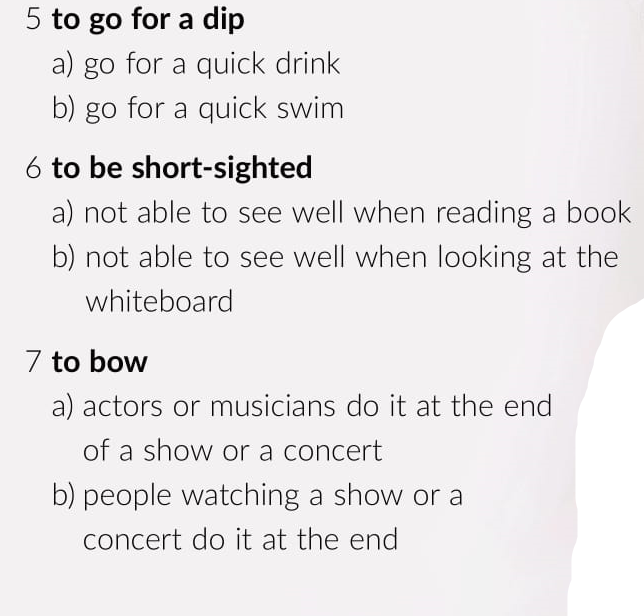 5 to go for a dip
a) go for a quick drink
b) go for a quick swim
6 to be short-sighted
a) not able to see well when reading a book
b) not able to see well when looking at the
whiteboard
7 to bow
a) actors or musicians do it at the end
of a show or a concert
b) people watching a show or a
concert do it at the end